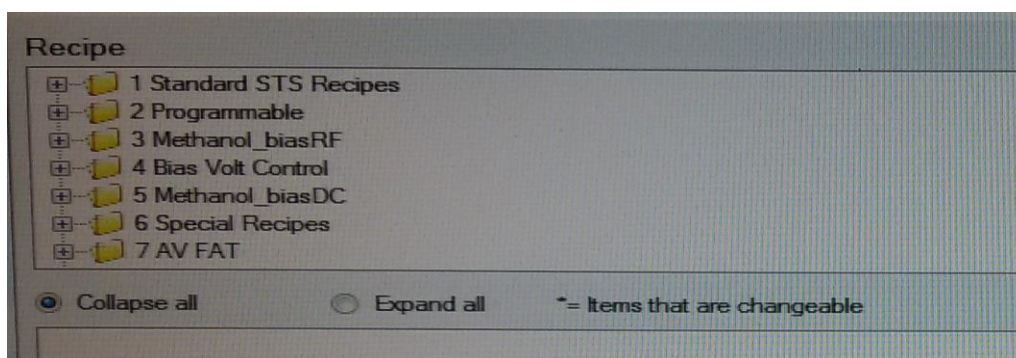 Recipe
1 Standard STS Recipes
2 Programmable
3 Methanol_biasRF
4 Bias Volt Control
5 Methanol_biasDC
6 Special Recipes
7 AV FAT
Collapse all Expand all *= Items that are changeable